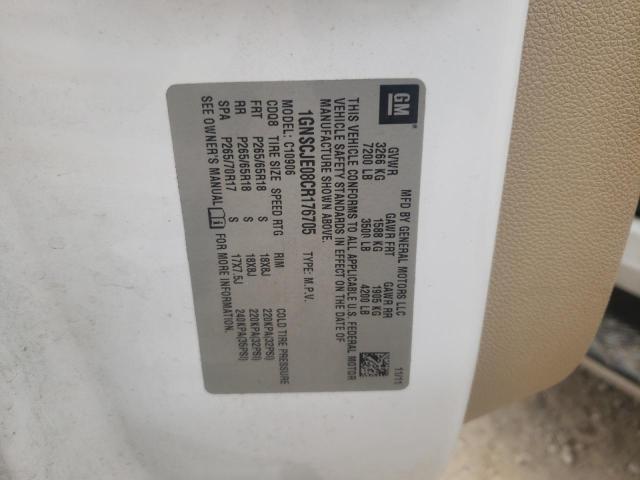 GM
MFD BY GENERAL MOTORS LLC
11/11
GVWR GAWR FRT GAWR RR
3266 KG 1588 KG 1905 KG
7200 LB 3500 LB 4200 LB
THIS VEHICLE CONFORMS TO ALL APPLICABLE U.S. FEDERAL MOTOR
VEHICLE SAFETY STANDARDS IN EFFECT ON THE DATE OF
MANUFACTURE SHOWN ABOVE.
1GNSCJE08CR176705 TYPE: M.P.V.
MODEL: C10906
CDQ8 TIRE SIZE SPEED RTG RIM COLD TIRE PRESSURE
FRT P265/65R18 S 18X8J 220KPA(32PSI)
RR P265/65R18 S 18X8J 220KPA(32PSI)
SPA P265/70R17 S 17X7.5J 240KPA(35PSI)
SEE OWNER'S MANUAL FOR MORE INFORMATION.